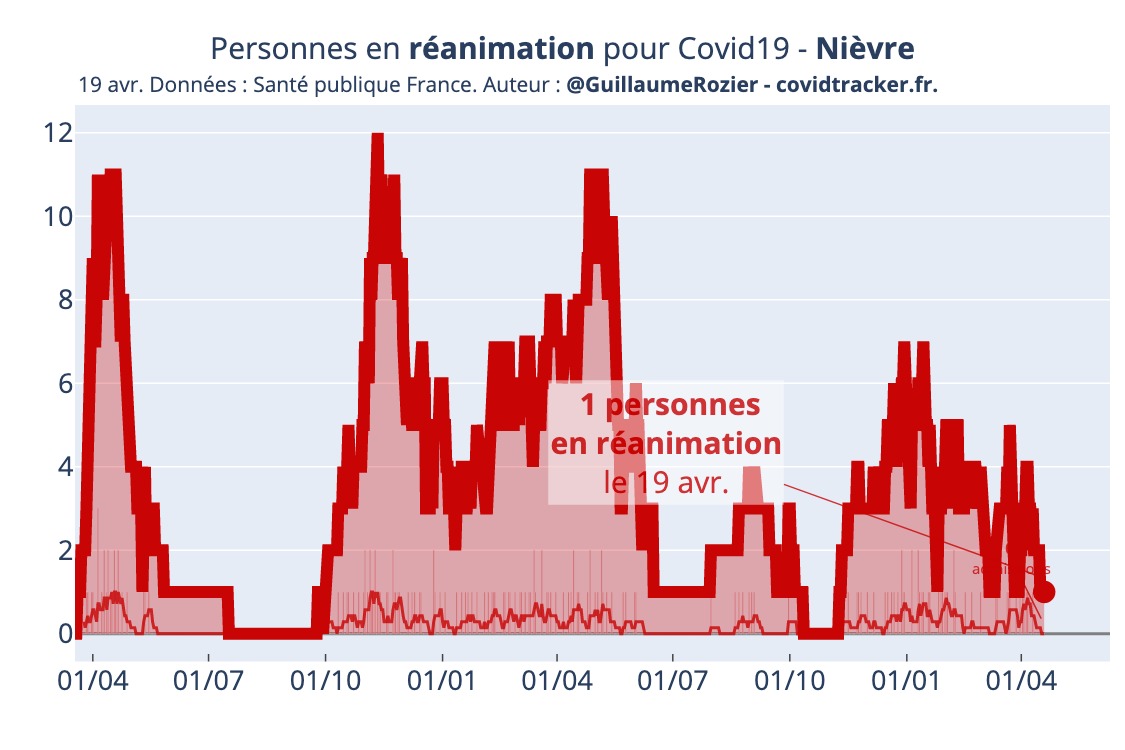 Personnes en réanimation pour Covid19 - Nièvre
19 avr. Données : Santé publique France. Auteur : @GuillaumeRozier - covidtracker.fr.
12
10
8
6
4
2
0
1 personnes
en réanimation
le 19 avr.
admissions
01/04
01/07
01/10
01/01
01/04
01/07
01/10
01/01
01/04